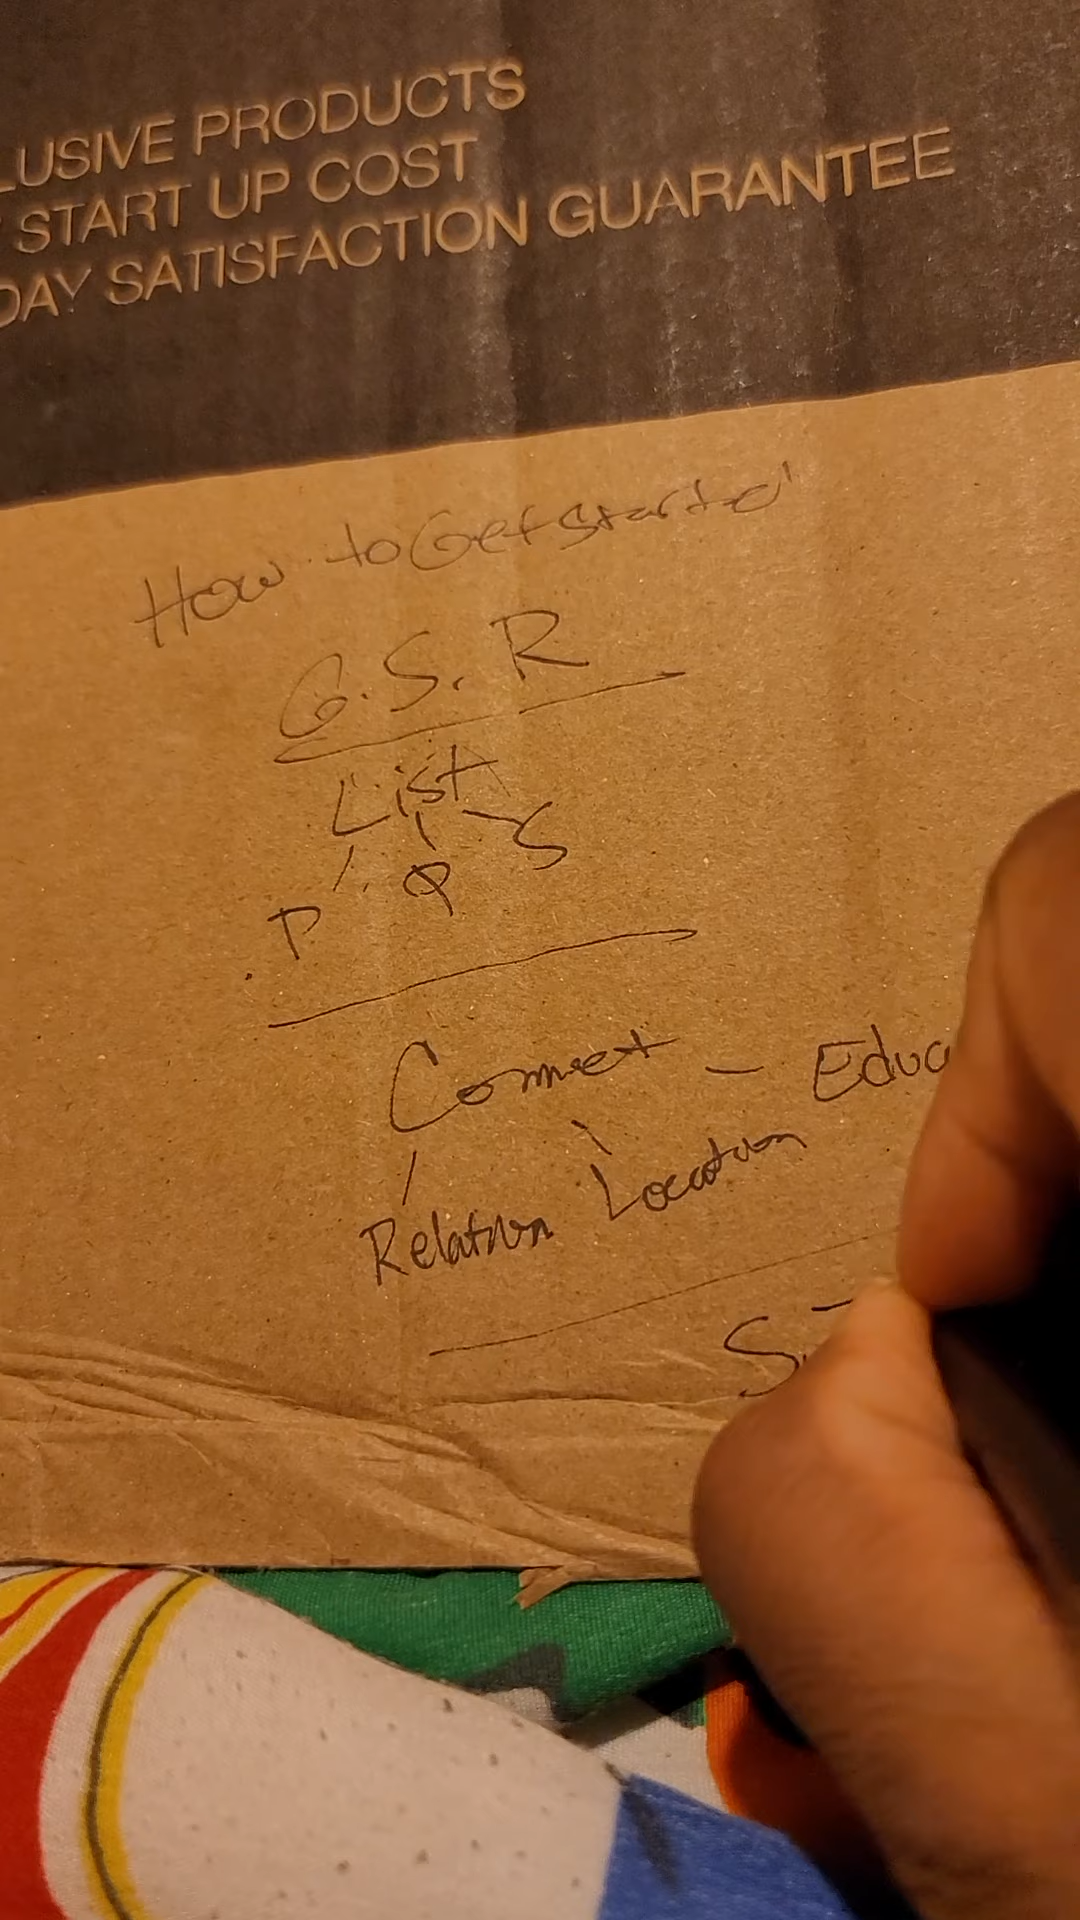 LUSIVE PRODUCTS
START UP COST
DAY SATISFACTION GUARANTEE
How to Get Started
G.S.R
List
P Q S
Connect - Educ
Relation Location
S.